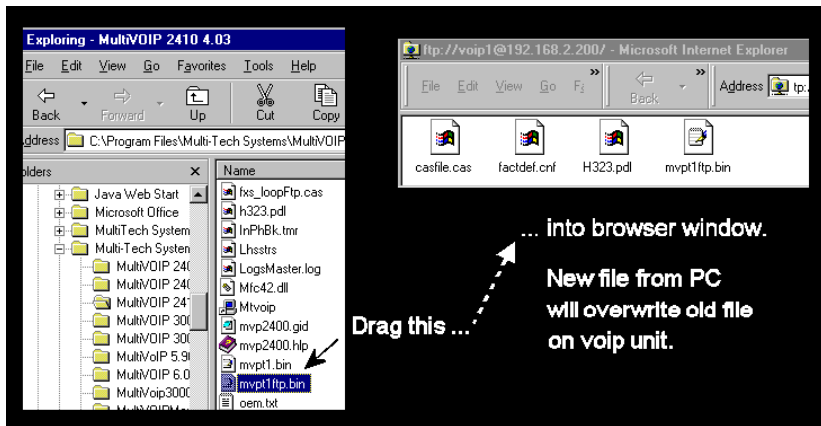 Exploring - MultiVOIP 2410 4.03
File Edit View Go Favorites Tools Help
Back Forward Up Cut Copy
Address C:\Program Files\Multi-Tech Systems\MultiVOIP
olders
Java Web Start
Microsoft Office
MultiTech System
Multi-Tech System
MultiVOIP 240
MultiVOIP 240
MultiVOIP 241
MultiVOIP 300
MultiVOIP 300
MultiVoIP 5.9
MultiVOIP 6.0
MultiVoip3000
Name
fxs_loopFtp.cas
h323.pdl
InPhBk.tmr
Lhsstrs
LogsMaster.log
Mfc42.dll
Mtvoip
mvp2400.gid
mvp2400.hlp
mvpt1.bin
mvpt1ftp.bin
oem.txt
ftp://voip1@192.168.2.200/ - Microsoft Internet Explorer
File Edit View Go Fa » Back » Address tp:
casfile.cas factdef.cnf H323.pdl mvpt1ftp.bin
Drag this ...
... into browser window.
New file from PC
will overwrite old file
on voip unit.